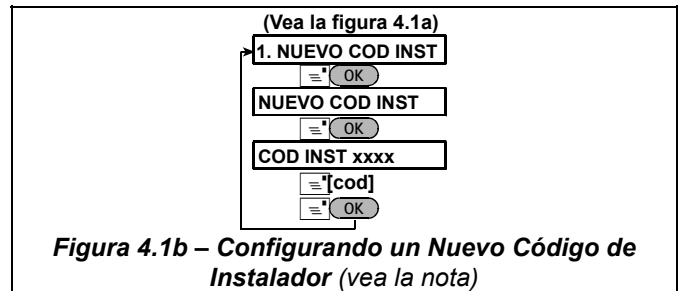 (Vea la figura 4.1a)
1. NUEVO COD INST
OK
NUEVO COD INST
OK
COD INST xxxx
[cod]
OK
Figura 4.1b – Configurando un Nuevo Código de
Instalador (vea la nota)